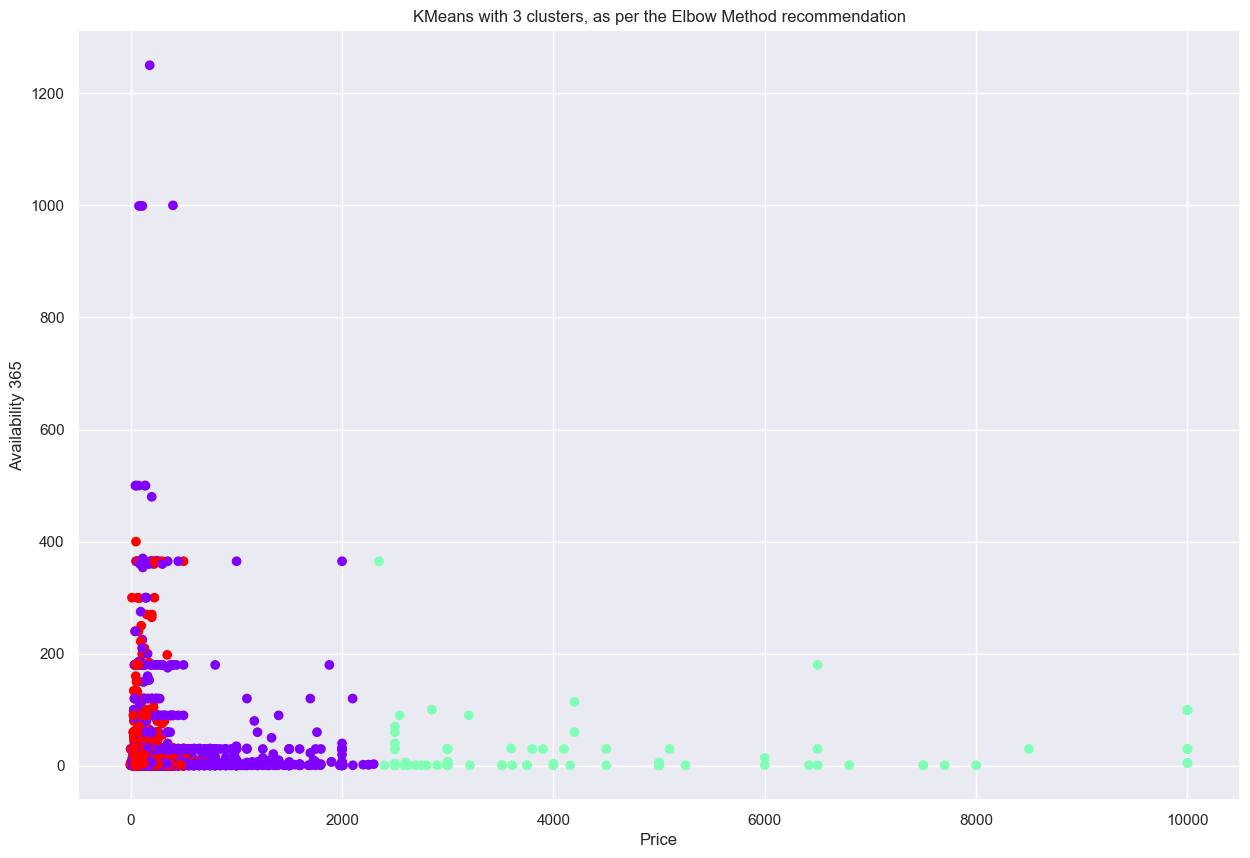 KMeans with 3 clusters, as per the Elbow Method recommendation
1200
1000
800
600
400
200
0
Availability 365
0 2000 4000 6000 8000 10000
Price